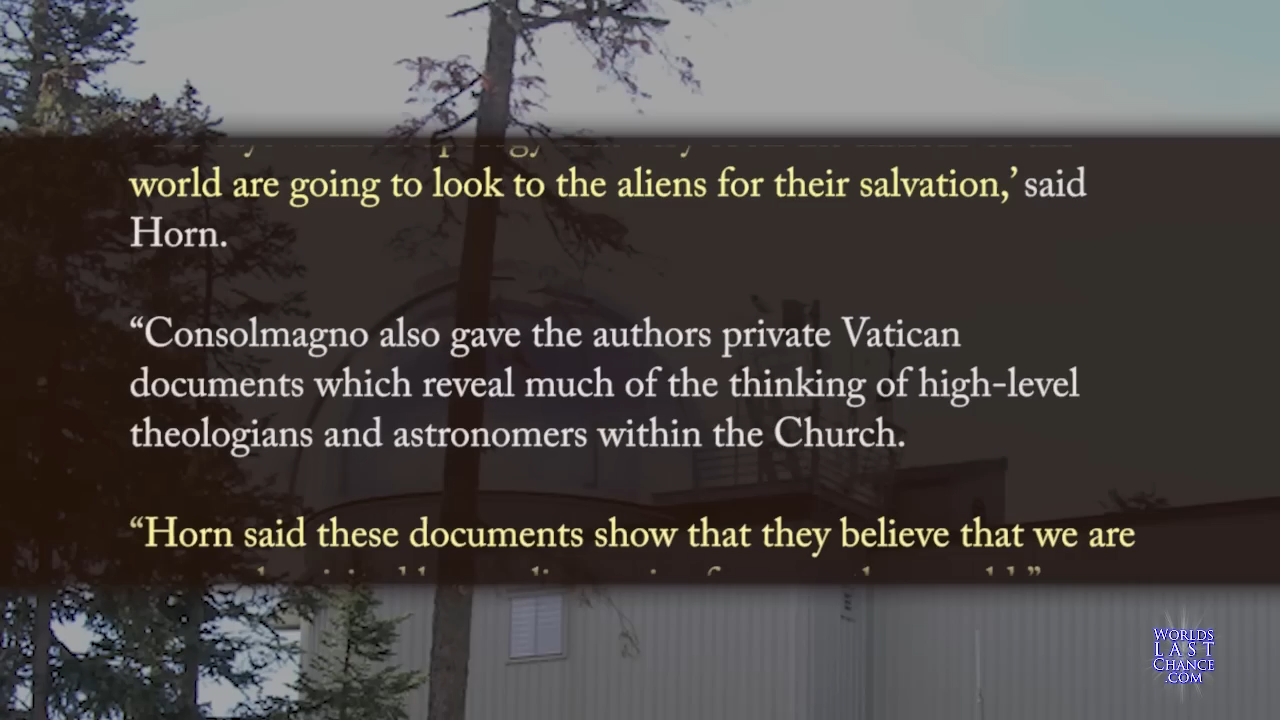 world are going to look to the aliens for their salvation,’ said
Horn.
“Consolmagno also gave the authors private Vatican
documents which reveal much of the thinking of high-level
theologians and astronomers within the Church.
“Horn said these documents show that they believe that we are
WORLDS
LAST
CHANCE
.COM